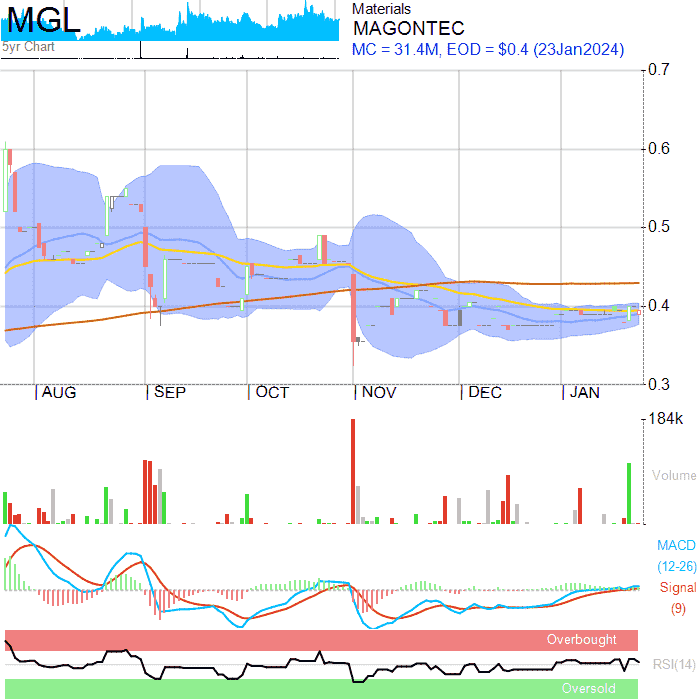 MGL
5yr Chart
Materials
MAGONTEC
MC = 31.4M, EOD = $0.4 (23Jan2024)
0.7
0.6
0.5
0.4
0.3
AUG SEP OCT NOV DEC JAN
184k
Volume
MACD
(12-26)
Signal
(9)
Overbought
RSI(14)
Oversold